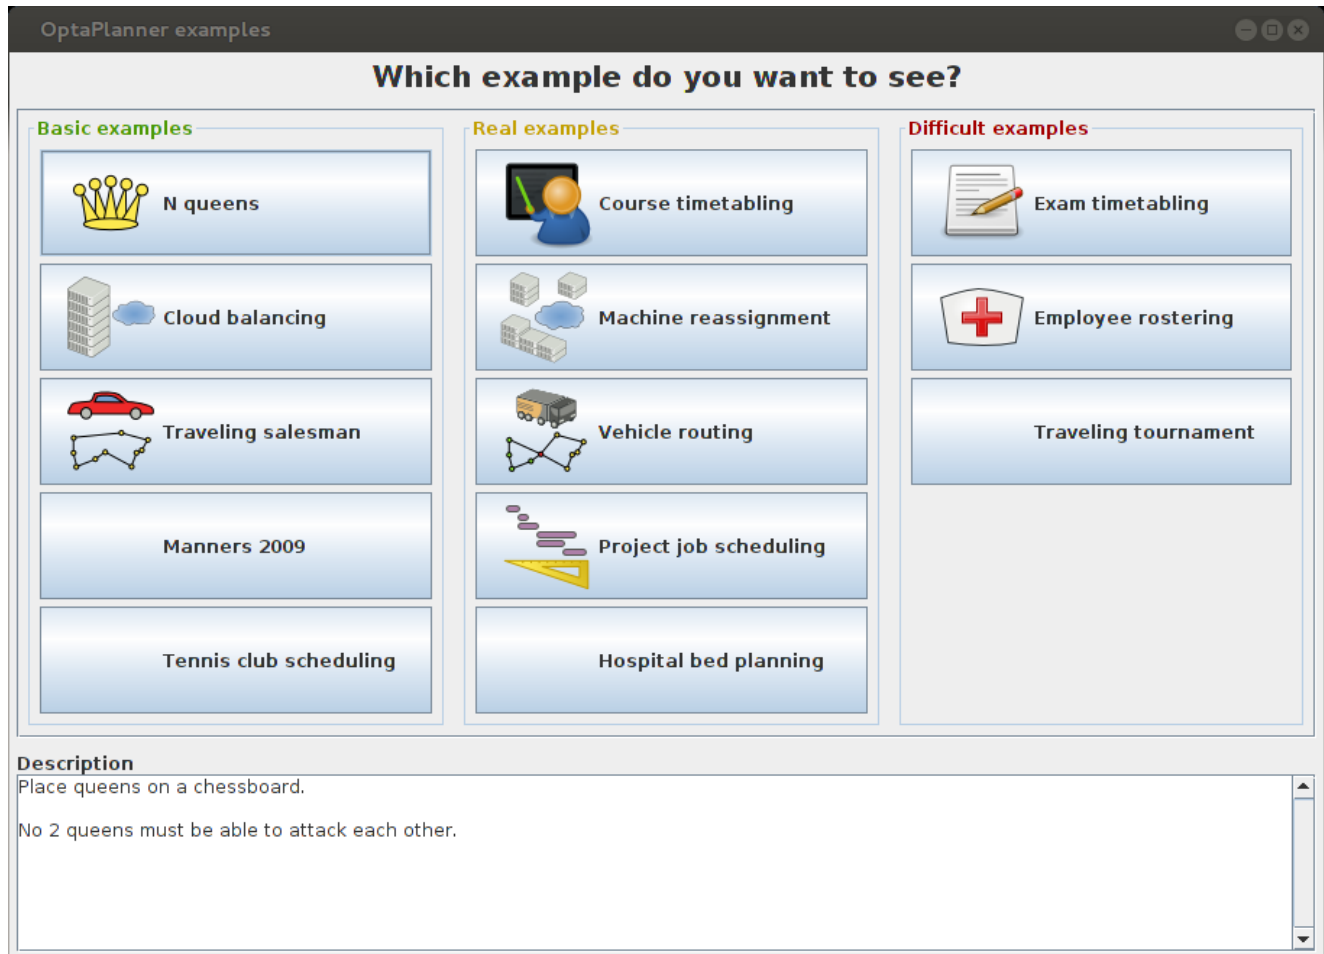 OptaPlanner examples
Which example do you want to see?
Basic examples
N queens
Cloud balancing
Traveling salesman
Manners 2009
Tennis club scheduling
Real examples
Course timetabling
Machine reassignment
Vehicle routing
Project job scheduling
Hospital bed planning
Difficult examples
Exam timetabling
Employee rostering
Traveling tournament
Description
Place queens on a chessboard.
No 2 queens must be able to attack each other.